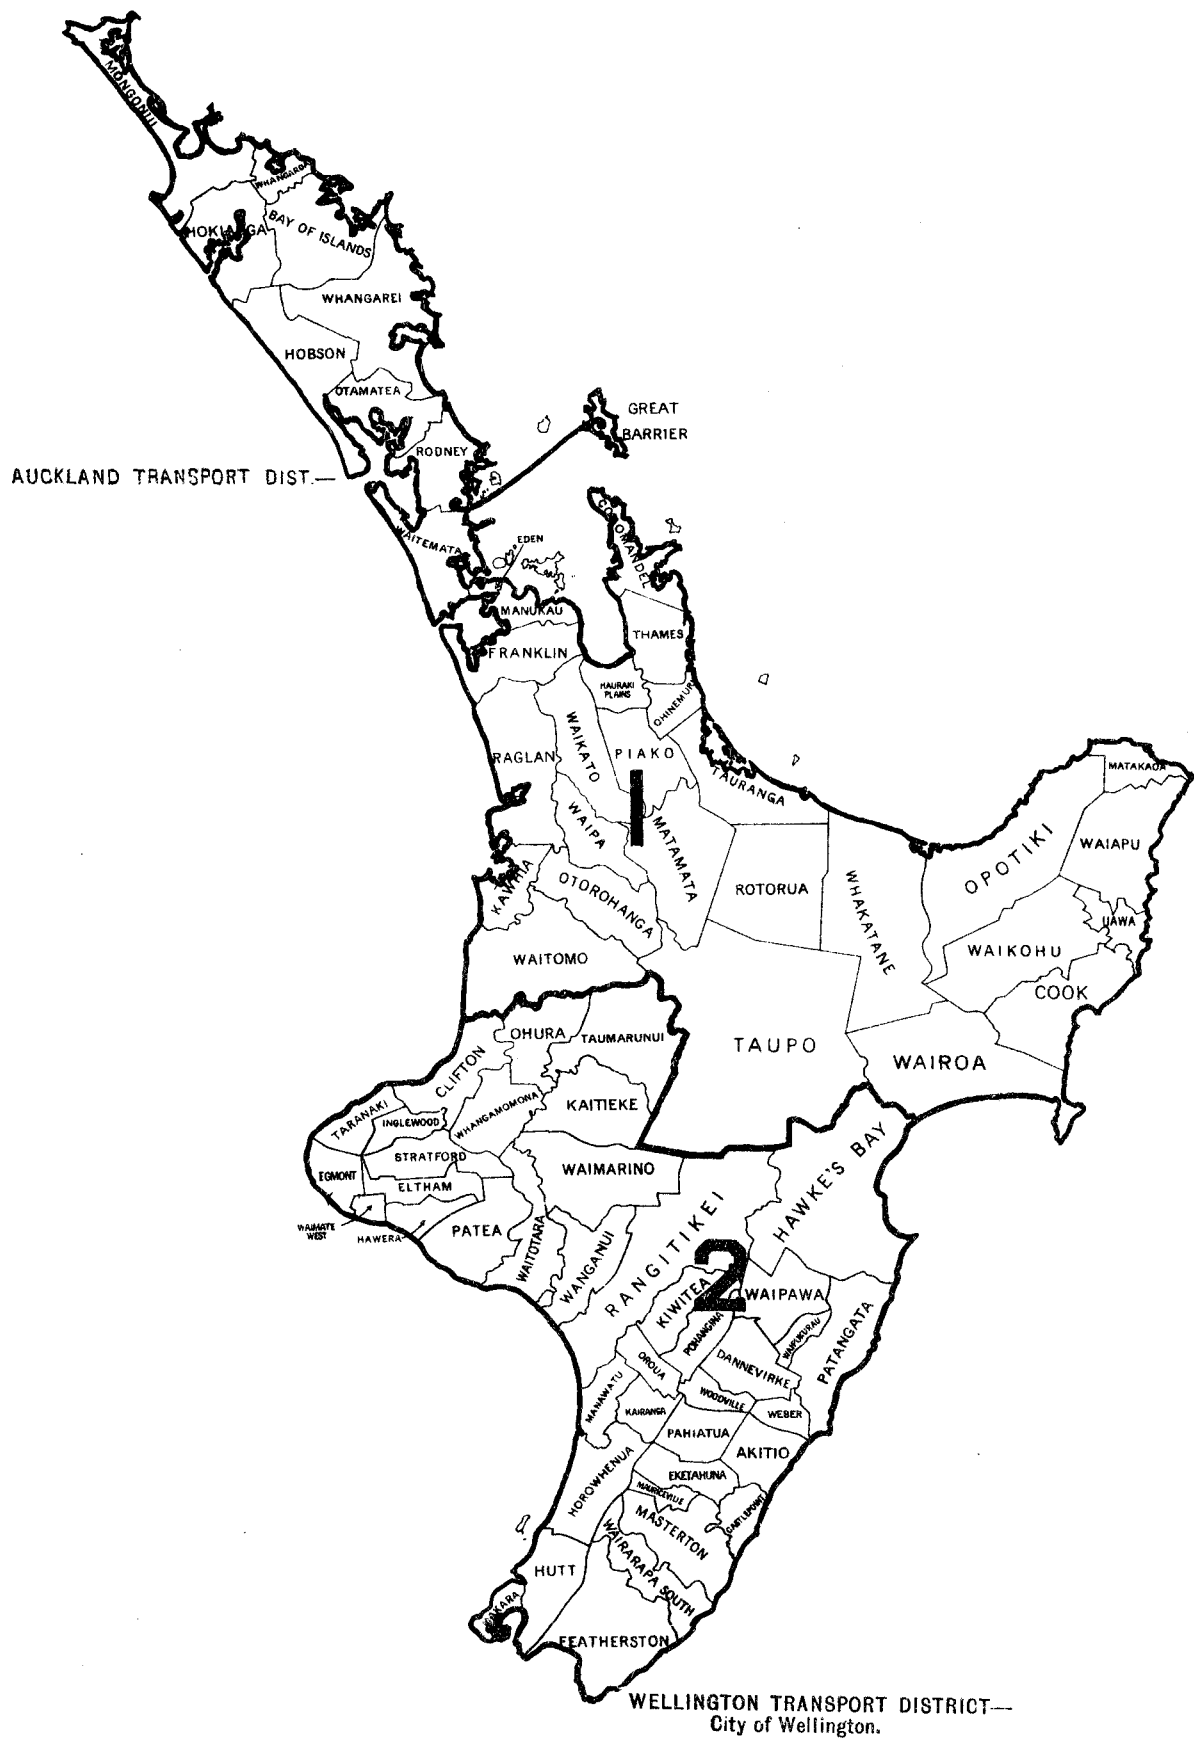 MONGONUI
WHANGAROA
HOKIANGA
BAY OF ISLANDS
WHANGAREI
HOBSON
OTAMATEA
GREAT
BARRIER
RODNEY
AUCKLAND TRANSPORT DIST.—
COROMANDEL
WAITEMATA
EDEN
MANUKAU
THAMES
FRANKLIN
HAURAKI
PLAINS
OHINEMURI
WAIKATO
RAGLAN
PIAKO
TAURANGA
MATAKAOA
1
WAIPA
MATAMATA
OPOTIKI
WAIAPU
KAWHIA
OTOROHANGA
ROTORUA
WHAKATANE
UAWA
WAIKOHU
WAITOMO
COOK
OHURA
TAUMARUNUI
TAUPO
WAIROA
CLIFTON
TARANAKI
INGLEWOOD
WHANGAMOMONA
KAITIEKE
STRATFORD
WAIMARINO
HAWKE'S BAY
EGMONT
ELTHAM
WAIMATE
WEST
HAWERA
PATEA
WAITOTARA
WANGANUI
RANGITIKEI
2
KIWITEA
WAIPAWA
POHANGINA
WAIPUKURAU
PATANGATA
OROUA
DANNEVIRKE
MANAWATU
WOODVILLE
KAIRANGA
WEBER
PAHIATUA
AKITIO
HOROWHENUA
EKETAHUNA
MAURICEVILLE
CASTLEPOINT
MASTERTON
WAIRARAPA SOUTH
HUTT
MAKARA
FEATHERSTON
WELLINGTON TRANSPORT DISTRICT—
City of Wellington.